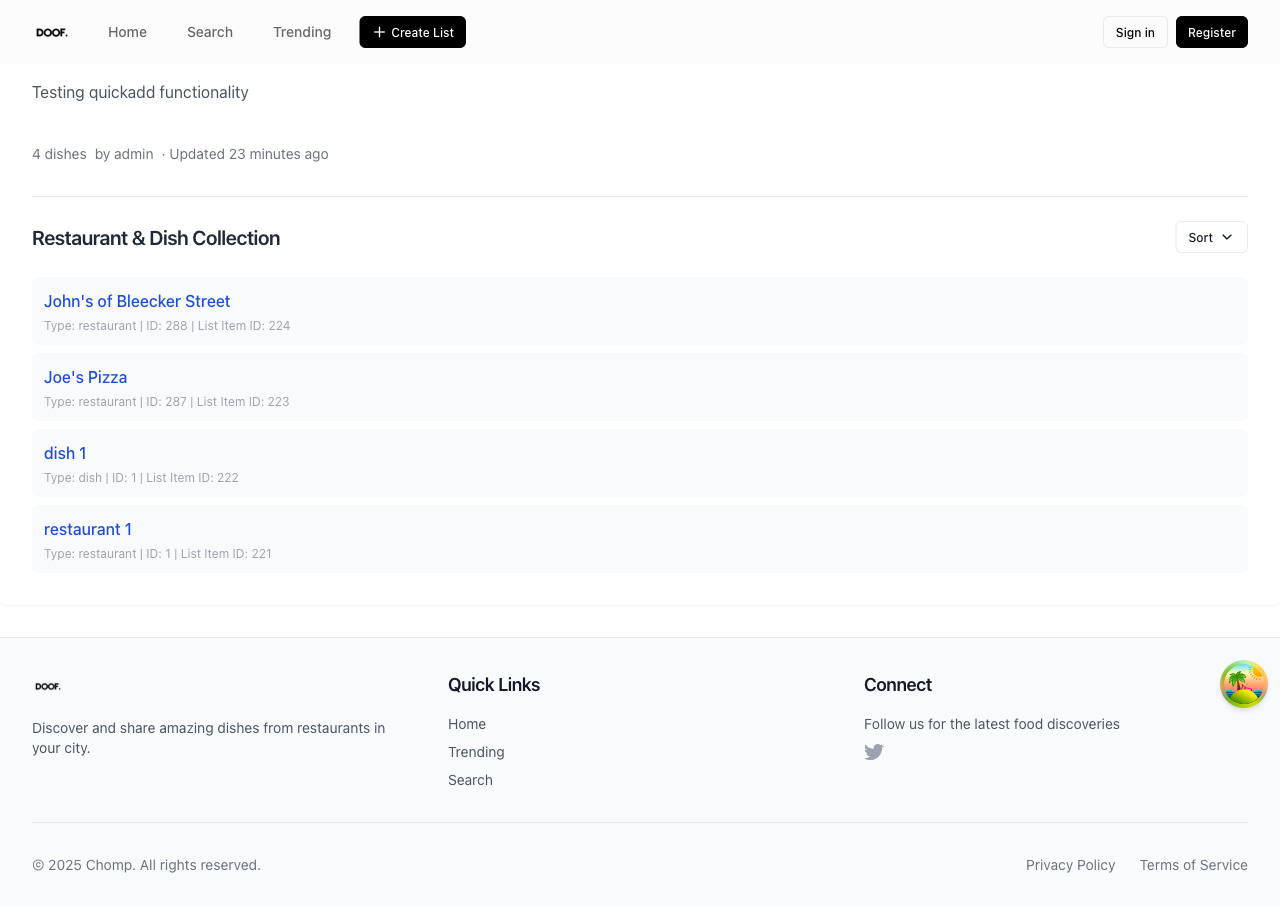 DOOF.
Home
Search
Trending
Create List
Sign in
Register
Testing quickadd functionality
4 dishes by admin · Updated 23 minutes ago
Restaurant & Dish Collection
Sort
John's of Bleecker Street
Type: restaurant | ID: 288 | List Item ID: 224
Joe's Pizza
Type: restaurant | ID: 287 | List Item ID: 223
dish 1
Type: dish | ID: 1 | List Item ID: 222
restaurant 1
Type: restaurant | ID: 1 | List Item ID: 221
DOOF.
Discover and share amazing dishes from restaurants in
your city.
Quick Links
Home
Trending
Search
Connect
Follow us for the latest food discoveries
© 2025 Chomp. All rights reserved.
Privacy Policy
Terms of Service